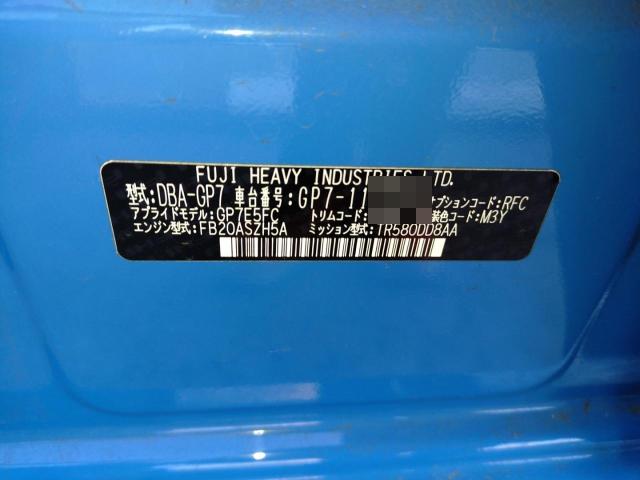 FUJI HEAVY INDUSTRIES LTD.
型式:DBA-GP7 車台番号:GP7-11
アプライドモデル:GP7E5FC トリムコード: オプションコード:RFC
エンジン型式:FB20ASZH5A ミッション型式:TR580DD8AA 装色コード:M3Y